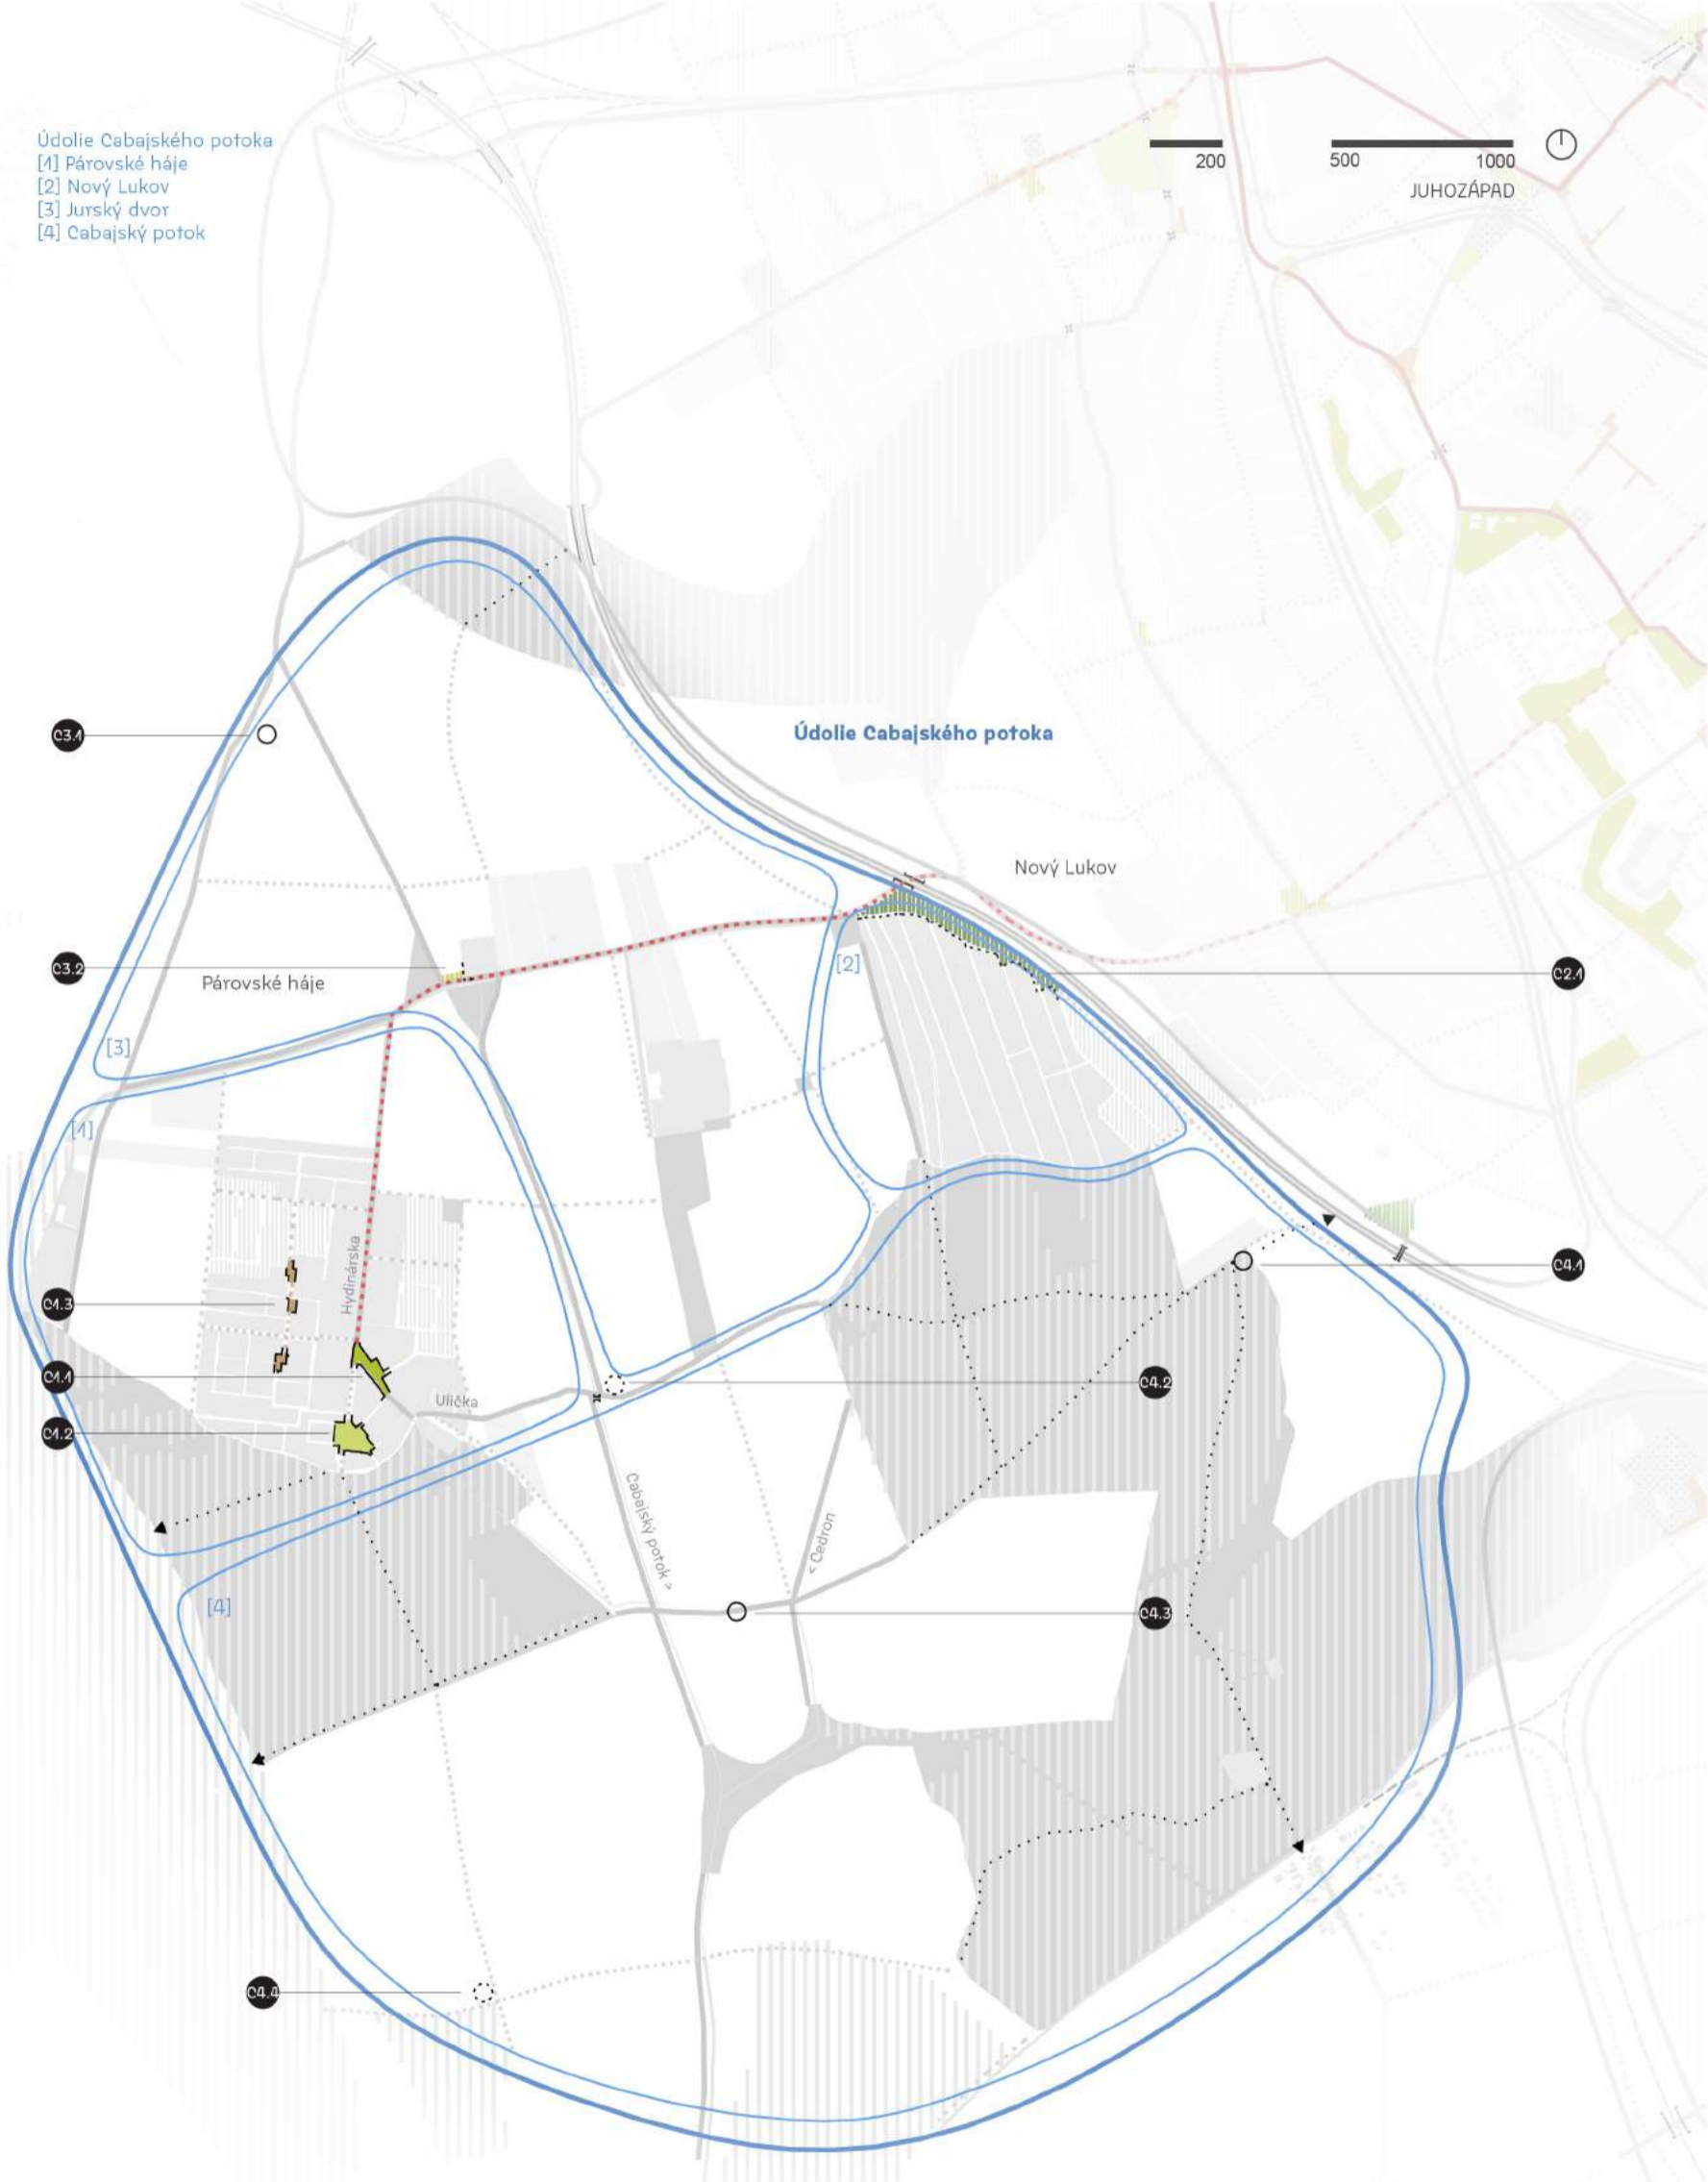 Údolie Cabajského potoka
[1] Párovské háje
[2] Nový Lukov
[3] Jurský dvor
[4] Cabajský potok
200
500
1000
JUHOZÁPAD
C3.1
Údolie Cabajského potoka
Nový Lukov
C3.2
Párovské háje
[2]
C2.1
[3]
[1]
Hydinárska
C4.1
C1.3
C1.1
C4.2
Ulička
C1.2
Cabajský potok >
< Cedron
[4]
C4.3
C4.4